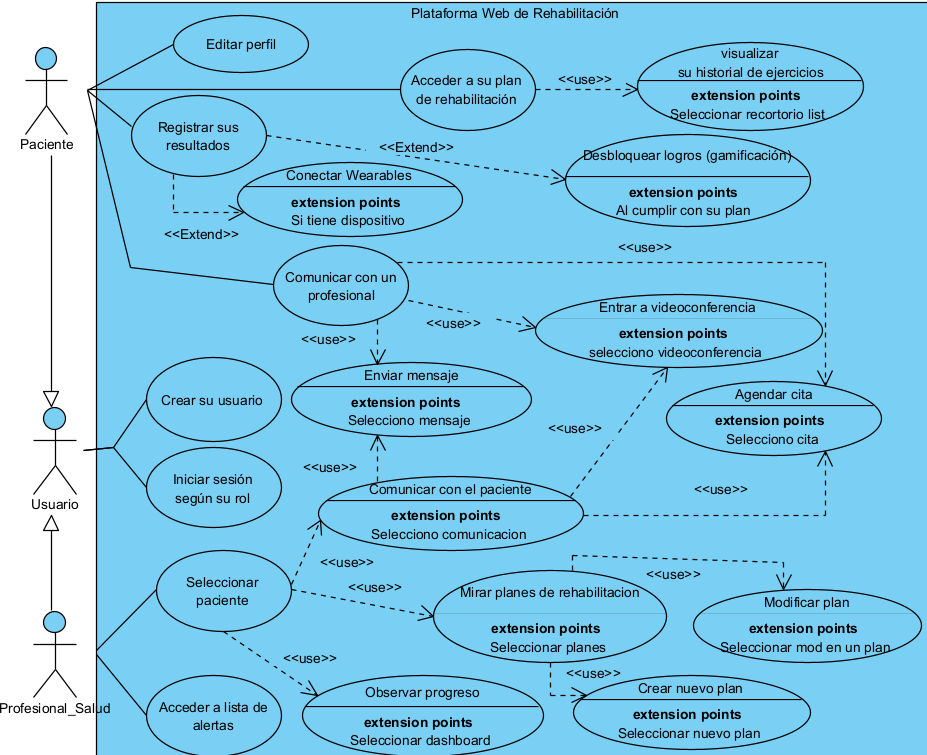 Plataforma Web de Rehabilitación
Editar perfil
visualizar
su historial de ejercicios
extension points
Seleccionar recortorio list
Acceder a su plan
de rehabilitación
<<use>>
Paciente
Registrar sus
resultados
<<Extend>>
Desbloquear logros (gamificación)
extension points
Al cumplir con su plan
Conectar Wearables
extension points
Si tiene dispositivo
<<Extend>>
<<use>>
Comunicar con un
profesional
Entrar a videoconferencia
extension points
selecciono videoconferencia
<<use>>
<<use>>
Enviar mensaje
extension points
Selecciono mensaje
Agendar cita
extension points
Selecciono cita
Crear su usuario
<<use>>
Usuario
Iniciar sesión
según su rol
<<use>>
<<use>>
Comunicar con el paciente
extension points
Selecciono comunicacion
Seleccionar
paciente
<<use>>
<<use>>
<<use>>
Mirar planes de rehabilitacion
extension points
Seleccionar planes
Modificar plan
extension points
Seleccionar mod en un plan
<<use>>
<<use>>
Profesional_Salud
Acceder a lista de
alertas
Observar progreso
extension points
Seleccionar dashboard
Crear nuevo plan
extension points
Seleccionar nuevo plan